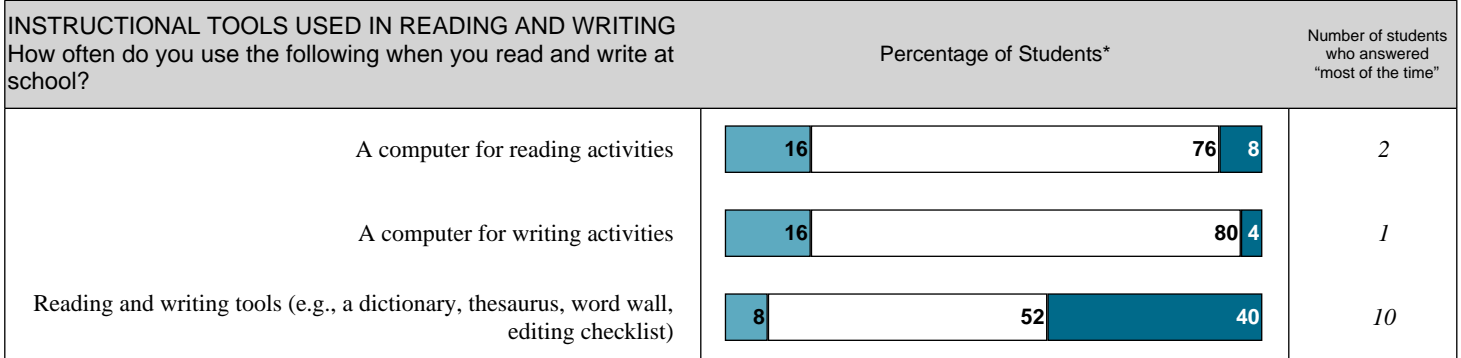 INSTRUCTIONAL TOOLS USED IN READING AND WRITING
How often do you use the following when you read and write at
school?
Percentage of Students*
Number of students
who answered
“most of the time”
A computer for reading activities
16 76 8
2
A computer for writing activities
16 80 4
1
Reading and writing tools (e.g., a dictionary, thesaurus, word wall,
editing checklist)
8 52 40
10